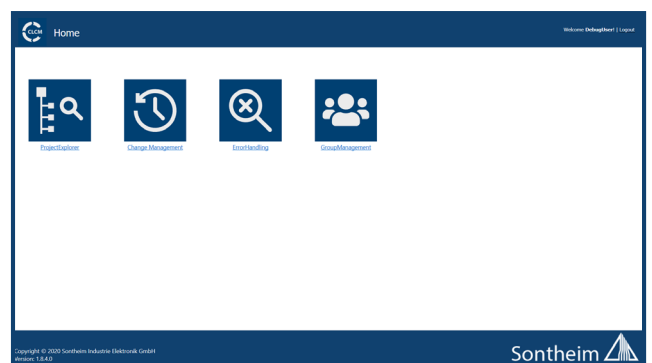 CLCM
Home
Welcome DebugUser! | Logout
ProjectExplorer
Change Management
ErrorHandling
GroupManagement
Copyright © 2020 Sontheim Industrie Elektronik GmbH
Version: 1.8.4.0
Sontheim